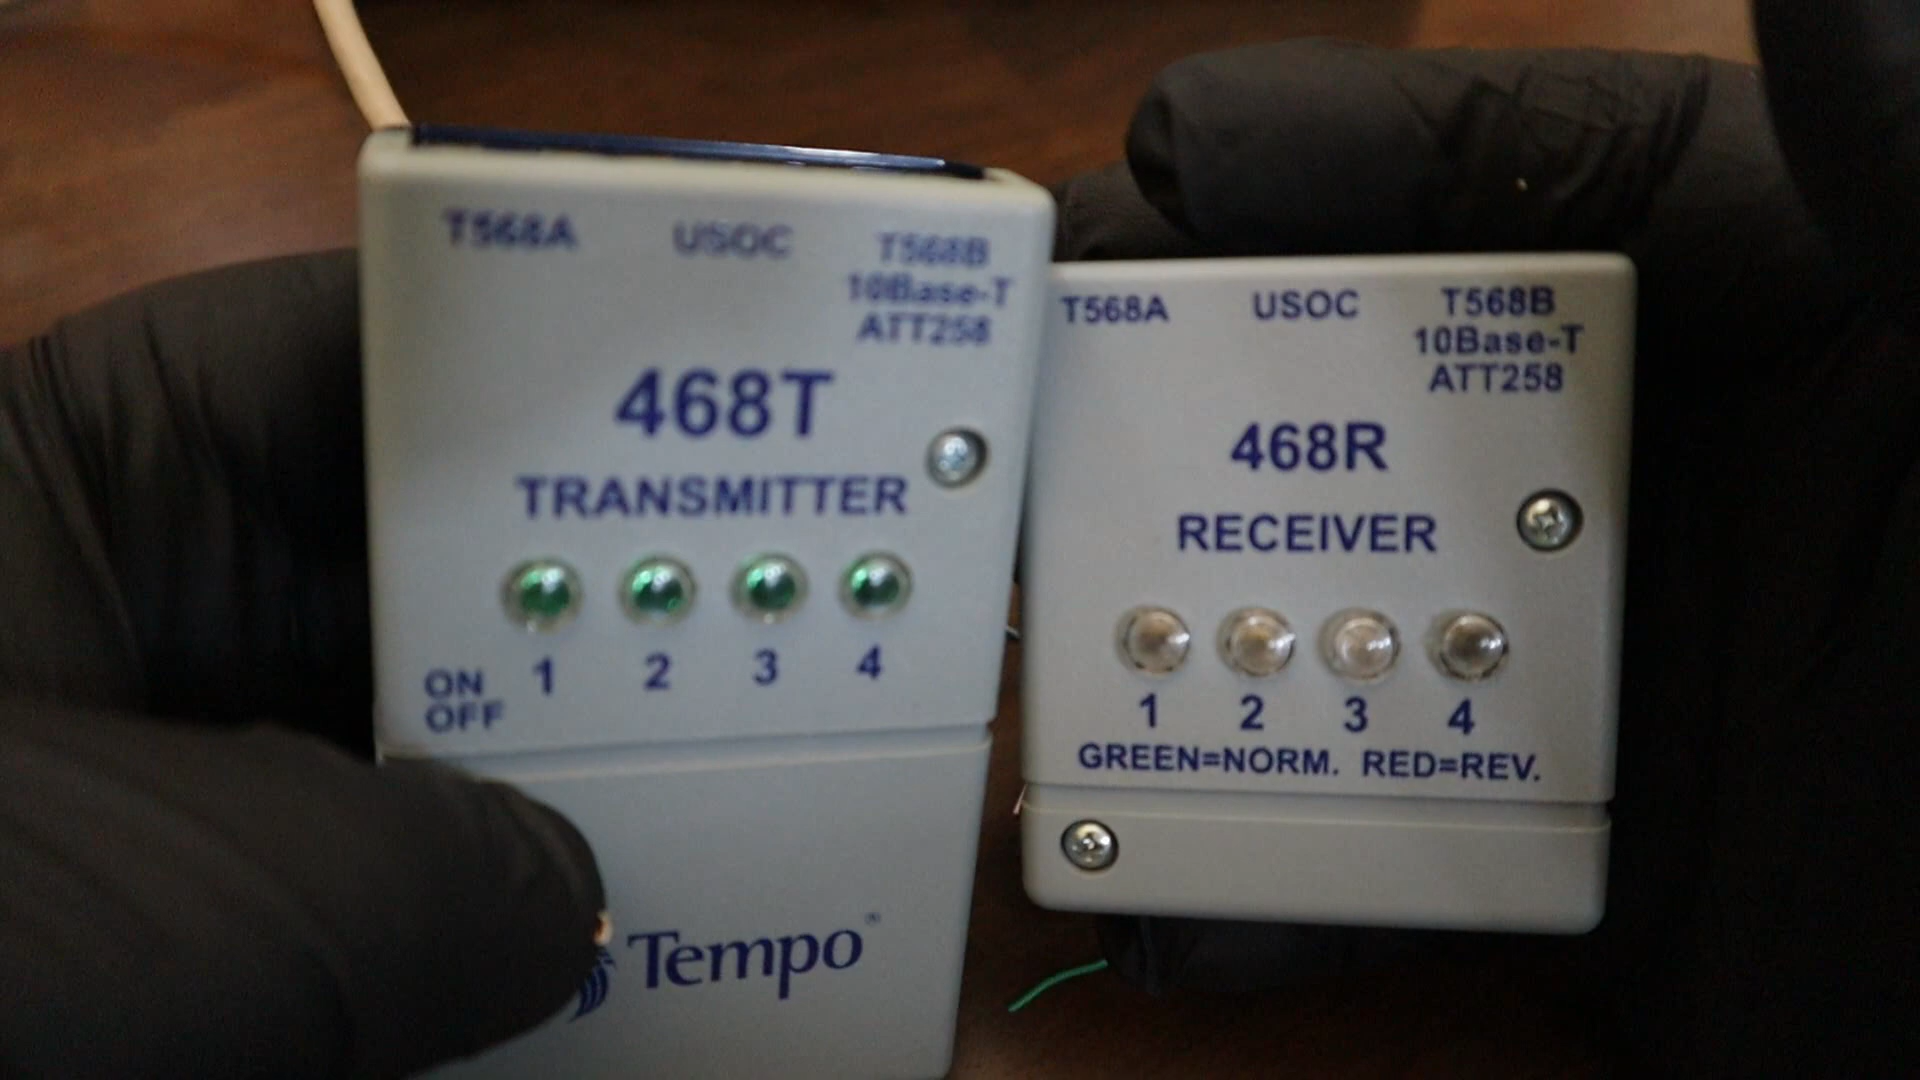 T568A USOC T568B
10Base-T
ATT258
468T
TRANSMITTER
1 2 3 4
ON
OFF
Tempo®
T568A USOC T568B
10Base-T
ATT258
468R
RECEIVER
1 2 3 4
GREEN=NORM. RED=REV.